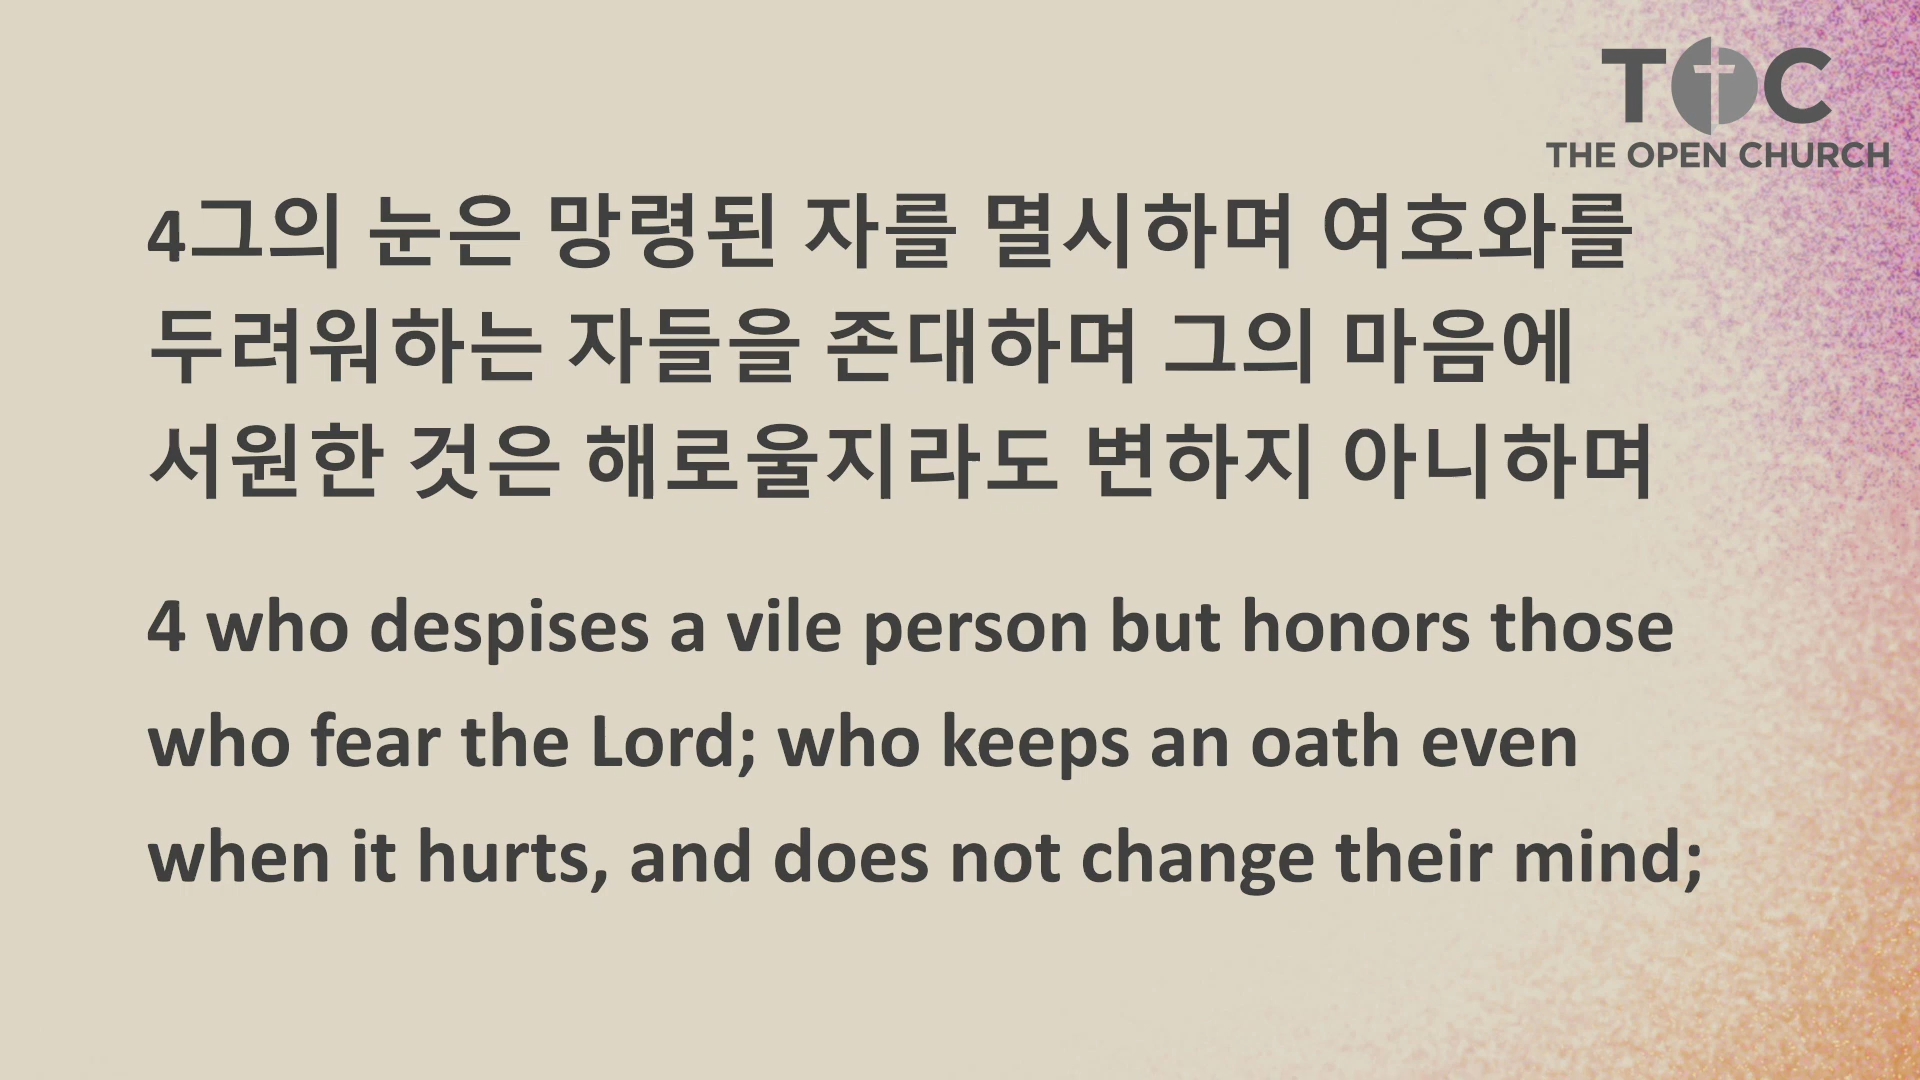 TOC
THE OPEN CHURCH
4그의 눈은 망령된 자를 멸시하며 여호와를
두려워하는 자들을 존대하며 그의 마음에
서원한 것은 해로울지라도 변하지 아니하며
4 who despises a vile person but honors those
who fear the Lord; who keeps an oath even
when it hurts, and does not change their mind;